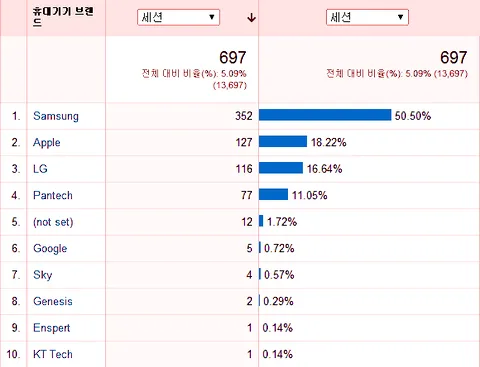 휴대기기 브랜
드
세션
세션
697
전체 대비 비율(%): 5.09%
(13,697)
697
전체 대비 비율(%): 5.09% (13,697)
1. Samsung 352 50.50%
2. Apple 127 18.22%
3. LG 116 16.64%
4. Pantech 77 11.05%
5. (not set) 12 1.72%
6. Google 5 0.72%
7. Sky 4 0.57%
8. Genesis 2 0.29%
9. Enspert 1 0.14%
10. KT Tech 1 0.14%